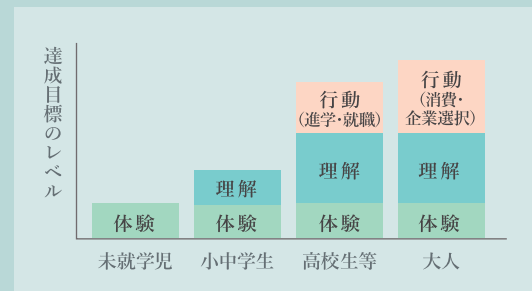 達成目標のレベル
行動
(進学・就職)
行動
(消費・
企業選択)
理解
理解
理解
体験
体験
体験
体験
未就学児
小中学生
高校生等
大人